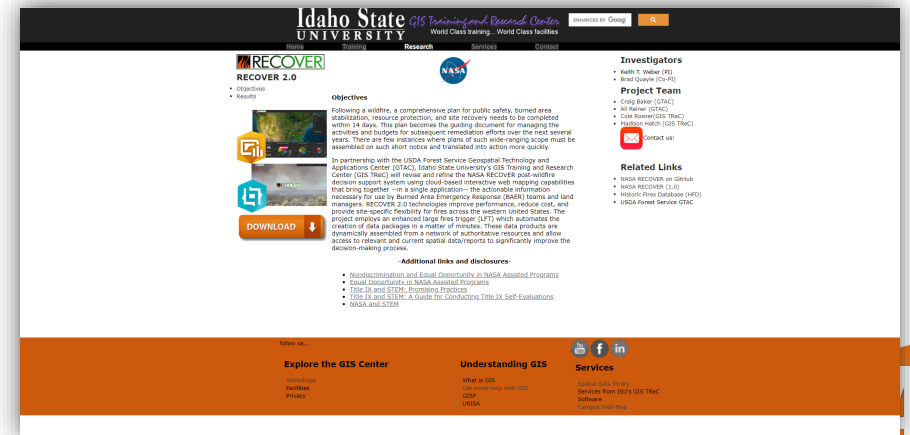 Idaho State
UNIVERSITY
GIS Training and Research Center
World Class training... World Class facilities
ENHANCED BY Googl
Home Training Research Services Contact
RECOVER
RECOVER 2.0
Objectives
Results
DOWNLOAD
NASA
Objectives
Following a wildfire, a comprehensive plan for public safety, burned area
stabilization, resource protection, and site recovery needs to be completed
within 14 days. This plan becomes the guiding document for managing the
activities and budgets for subsequent remediation efforts over the next several
years. There are few instances where plans of such wide-ranging scope must be
assembled on such short notice and translated into action more quickly.
In partnership with the USDA Forest Service Geospatial Technology and
Applications Center (GTAC), Idaho State University's GIS Training and Research
Center (GIS TReC) will revise and refine the NASA RECOVER post-wildfire
decision support system using cloud-based interactive web mapping capabilities
that bring together --in a single application-- the actionable information
necessary for use by Burned Area Emergency Response (BAER) teams and land
managers. RECOVER 2.0 technologies improve performance, reduce cost, and
provide site-specific flexibility for fires across the western United States. The
project employs an enhanced large fires trigger (LFT) which automates the
creation of data packages in a matter of minutes. These data products are
dynamically assembled from a network of authoritative resources and allow
access to relevant and current spatial data/reports to significantly improve the
decision-making process.
-Additional links and disclosures-
Nondiscrimination and Equal Opportunity in NASA Assisted Programs
Equal Opportunity in NASA Assisted Programs
Title IX and STEM: Promising Practices
Title IX and STEM: A Guide for Conducting Title IX Self-Evaluations
NASA and STEM
Investigators
Keith T. Weber (PI)
Brad Quayle (Co-PI)
Project Team
Craig Baker (GTAC)
Ali Reiner (GTAC)
Cole Rosner(GIS TReC)
Madison Hatch (GIS TReC)
Contact us!
Related Links
NASA RECOVER on GitHub
NASA RECOVER (1.0)
Historic Fires Database (HFD)
USDA Forest Service GTAC
follow us...
You Tube f in
Explore the GIS Center
Workshops
Facilities
Privacy
Understanding GIS
What is GIS
Get some help with GIS
GISP
URISA
Services
Spatial data library
Services from ISU's GIS TReC
Software
Campus Web Map